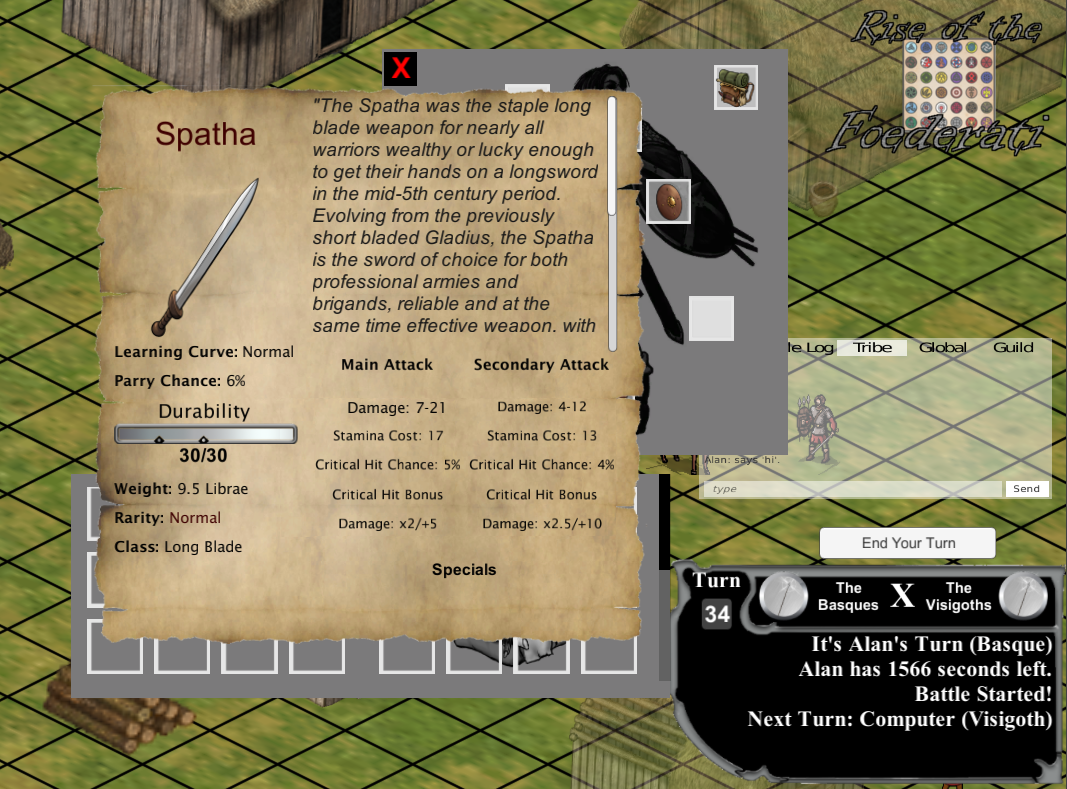 X
Rise of the
Foederati
Spatha
"The Spatha was the staple long
blade weapon for nearly all
warriors wealthy or lucky enough
to get their hands on a longsword
in the mid-5th century period.
Evolving from the previously
short bladed Gladius, the Spatha
is the sword of choice for both
professional armies and
brigands, reliable and at the
same time effective weapon, with
Learning Curve: Normal
Parry Chance: 6%
Durability
30/30
Weight: 9.5 Librae
Rarity: Normal
Class: Long Blade
Main Attack
Damage: 7-21
Stamina Cost: 17
Critical Hit Chance: 5%
Critical Hit Bonus
Damage: x2/+5
Secondary Attack
Damage: 4-12
Stamina Cost: 13
Critical Hit Chance: 4%
Critical Hit Bonus
Damage: x2.5/+10
Specials
Log Tribe Global Guild
Alan: says 'hi'.
type Send
End Your Turn
Turn
34
The
Basques
X
The
Visigoths
It's Alan's Turn (Basque)
Alan has 1566 seconds left.
Battle Started!
Next Turn: Computer (Visigoth)